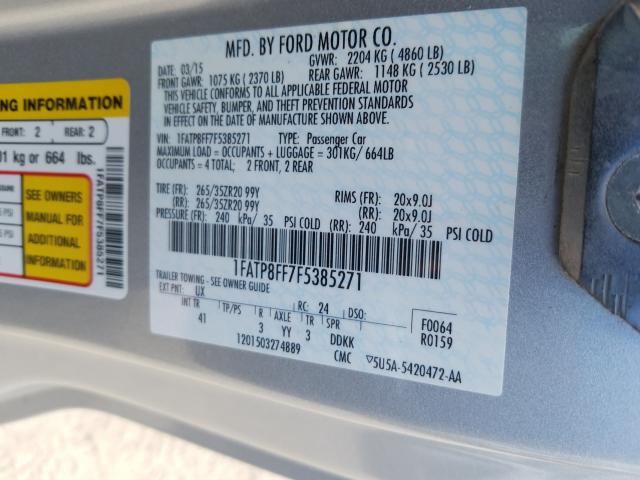 MFD. BY FORD MOTOR CO.
DATE: 03/15 GVWR: 2204 KG ( 4860 LB)
FRONT GAWR: 1075 KG ( 2370 LB) REAR GAWR: 1148 KG ( 2530 LB)
THIS VEHICLE CONFORMS TO ALL APPLICABLE FEDERAL MOTOR
VEHICLE SAFETY, BUMPER, AND THEFT PREVENTION STANDARDS
IN EFFECT ON THE DATE OF MANUFACTURE SHOWN ABOVE.
VIN: 1FATP8FF7F5385271 TYPE: Passenger Car
MAXIMUM LOAD = OCCUPANTS + LUGGAGE = 301KG/ 664LB
OCCUPANTS = 4 TOTAL; 2 FRONT, 2 REAR
TIRE (FR): 265/35ZR20 99Y RIMS (FR): 20x9.0J
(RR): 265/35ZR20 99Y (RR): 20x9.0J
PRESSURE (FR): 240 kPa/ 35 PSI COLD (RR): 240 kPa/ 35 PSI COLD
1FATP8FF7F5385271
TRAILER TOWING - SEE OWNER GUIDE
EXT PNT: UX RC: 24 DSO: F0064
INT TR TP/PS R AXLE TR SPR R0159
41 3 YY 3 DDKK
1201503274889 CMC 5U5A-5420472-AA
NG INFORMATION
FRONT: 2 REAR: 2
01 kg or 664 lbs.
SEE OWNERS
MANUAL FOR
ADDITIONAL
INFORMATION
1FATP8FF7F5385271